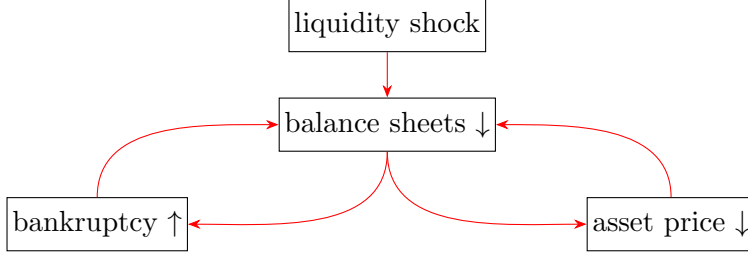 liquidity shock
balance sheets ↓
bankruptcy ↑
asset price ↓